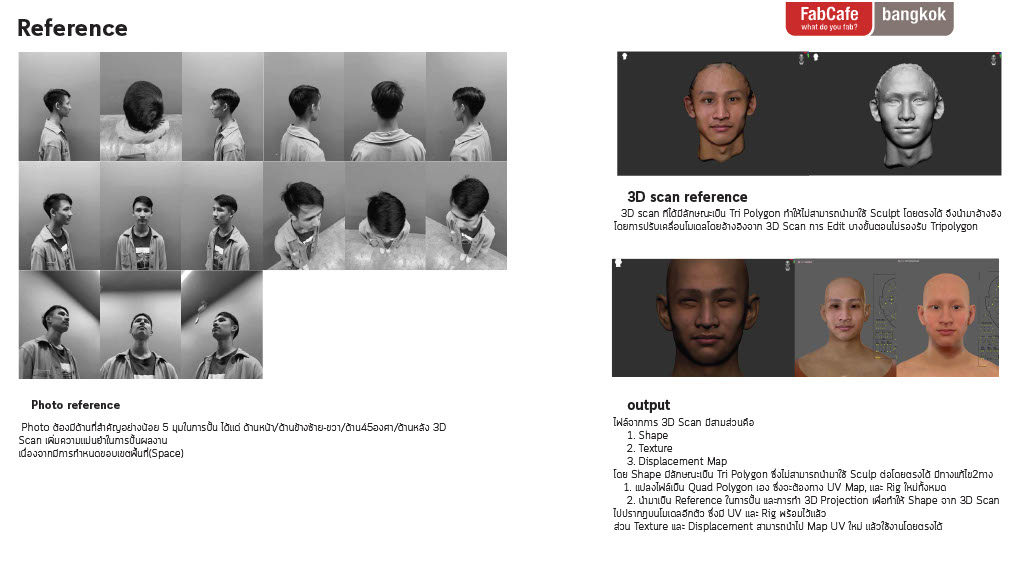 Reference
FabCafe
what do you fab?
bangkok
Photo reference
Photo ต้องมีด้านที่สำคัญอย่างน้อย 5 มุมในการปั้น ได้แต่ ด้านหน้า/ด้านข้างซ้าย-ขวา/ด้าน45องศา/ด้านหลัง 3D
Scan เพิ่มความแม่นยำในการปั้นผลงาน
เนื่องจากมีการกำหนดขอบเขตพื้นที่(Space)
3D scan reference
3D scan ที่ได้มีลักษณะเป็น Tri Polygon ทำให้ไม่สามารถนำมาใช้ Sculpt โดยตรงได้ จึงนำมาอ้างอิง
โดยการปรับเคลื่อนโมเดลโดยอ้างอิงจาก 3D Scan การ Edit บางขั้นตอนไม่รองรับ Tripolygon
output
ไฟล์จากการ 3D Scan มีสามส่วนคือ
1. Shape
2. Texture
3. Displacement Map
โดย Shape มีลักษณะเป็น Tri Polygon ซึ่งไม่สามารถนำมาใช้ Sculp ต่อโดยตรงได้ มีทางแก้ไข2ทาง
1. แปลงไฟล์เป็น Quad Polygon เอง ซึ่งจะต้องกาง UV Map, และ Rig ใหม่ทั้งหมด
2. นำมาเป็น Reference ในการปั้น และการทำ 3D Projection เพื่อทำให้ Shape จาก 3D Scan
ไปปรากฏบนโมเดลอีกตัว ซึ่งมี UV และ Rig พร้อมไว้แล้ว
ส่วน Texture และ Displacement สามารถนำไป Map UV ใหม่ แล้วใช้งานโดยตรงได้